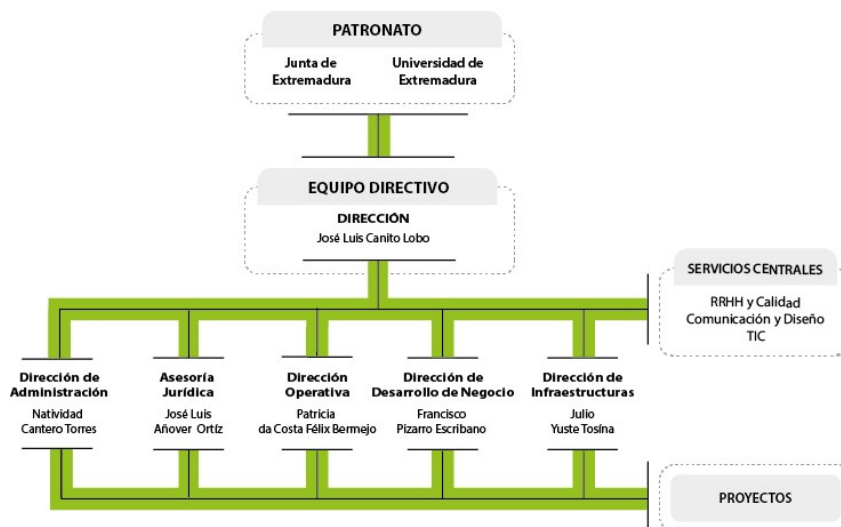 PATRONATO
Junta de
Extremadura
Universidad de
Extremadura
EQUIPO DIRECTIVO
DIRECCIÓN
José Luis Canito Lobo
SERVICIOS CENTRALES
RRHH y Calidad
Comunicación y Diseño
TIC
Dirección de
Administración
Natividad
Cantero Torres
Asesoría
Jurídica
José Luis
Añover Ortíz
Dirección
Operativa
Patricia
da Costa Félix Bermejo
Dirección de
Desarrollo de Negocio
Francisco
Pizarro Escribano
Dirección de
Infraestructuras
Julio
Yuste Tosína
PROYECTOS